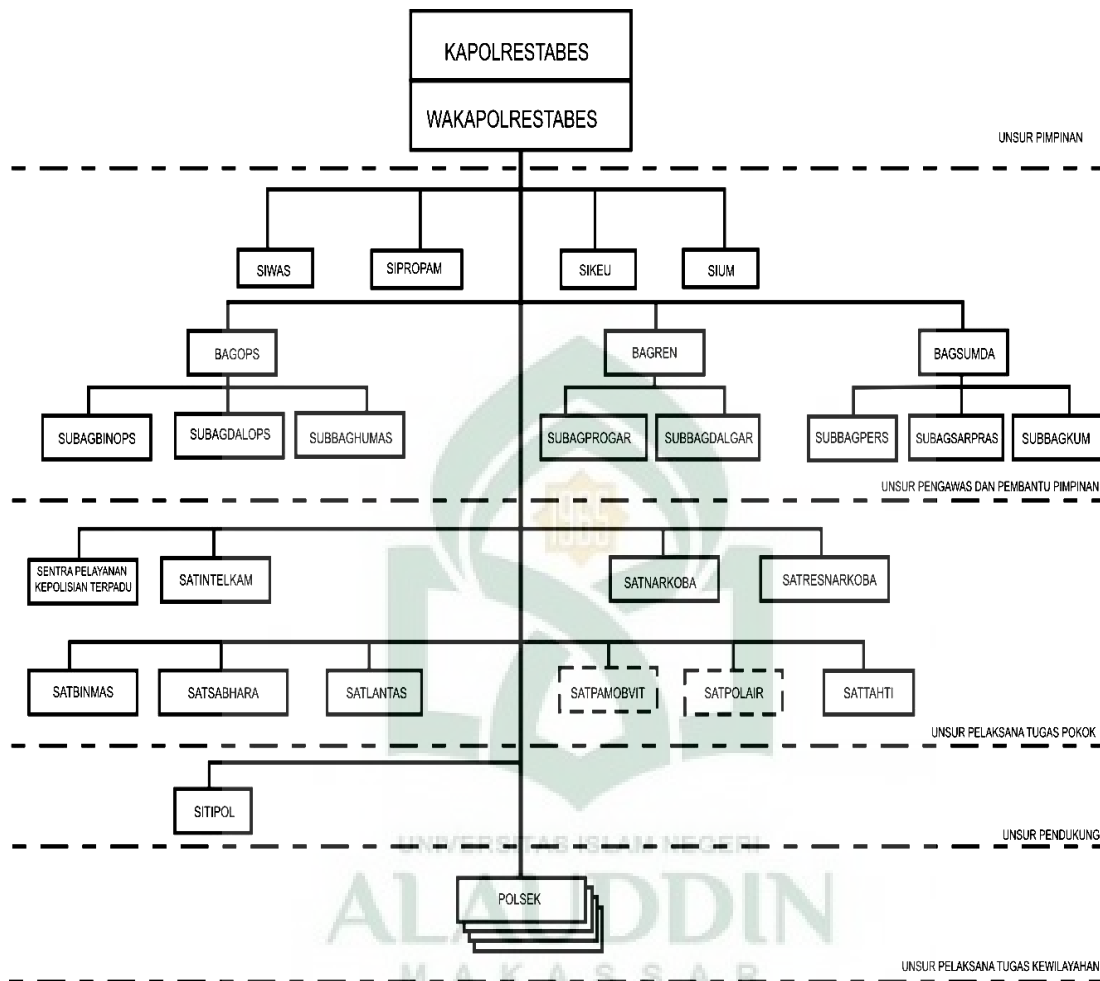 KAPOLRESTABES
WAKAPOLRESTABES
UNSUR PIMPINAN
SIWAS
SIPROPAM
SIKEU
SIUM
BAGOPS
BAGREN
BAGSUMDA
SUBAGBINOPS
SUBAGDALOPS
SUBBAGHUMAS
SUBAGPROGAR
SUBBAGDALGAR
SUBBAGPERS
SUBAGSARPRAS
SUBBAGKUM
UNSUR PENGAWAS DAN PEMBANTU PIMPINAN
1965
SENTRA PELAYANAN
KEPOLISIAN TERPADU
SATINTELKAM
SATNARKOBA
SATRESNARKOBA
SATBINMAS
SATSABHARA
SATLANTAS
SATPAMOBVIT
SATPOLAIR
SATTAHTI
UNSUR PELAKSANA TUGAS POKOK
SITIPOL
UNSUR PENDUKUNG
UNIVERSITAS ISLAM NEGERI
ALAUDDIN
POLSEK
MAKASSAR
UNSUR PELAKSANA TUGAS KEWILAYAHAN